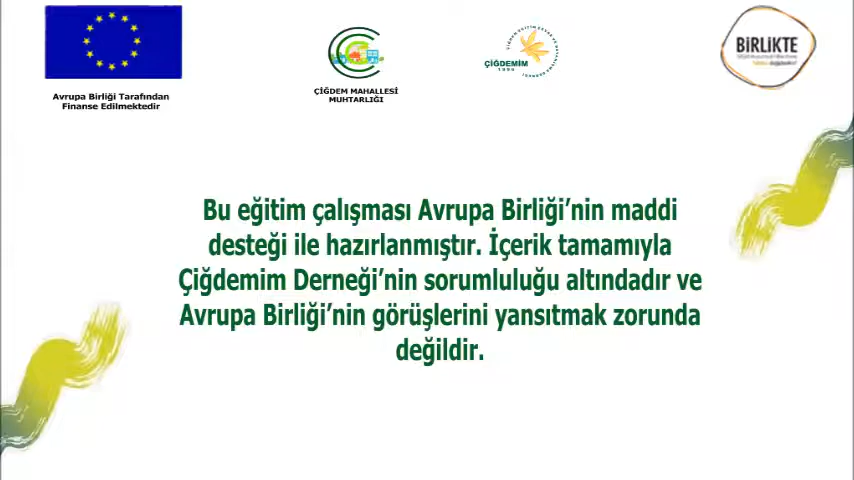 Avrupa Birliği Tarafından
Finanse Edilmektedir
ÇİĞDEM MAHALLESİ
MUHTARLIĞI
ÇİĞDEMİM
1995
BİRLİKTE
Bu eğitim çalışması Avrupa Birliği’nin maddi
desteği ile hazırlanmıştır. İçerik tamamıyla
Çiğdemim Derneği’nin sorumluluğu altındadır ve
Avrupa Birliği’nin görüşlerini yansıtmak zorunda
değildir.